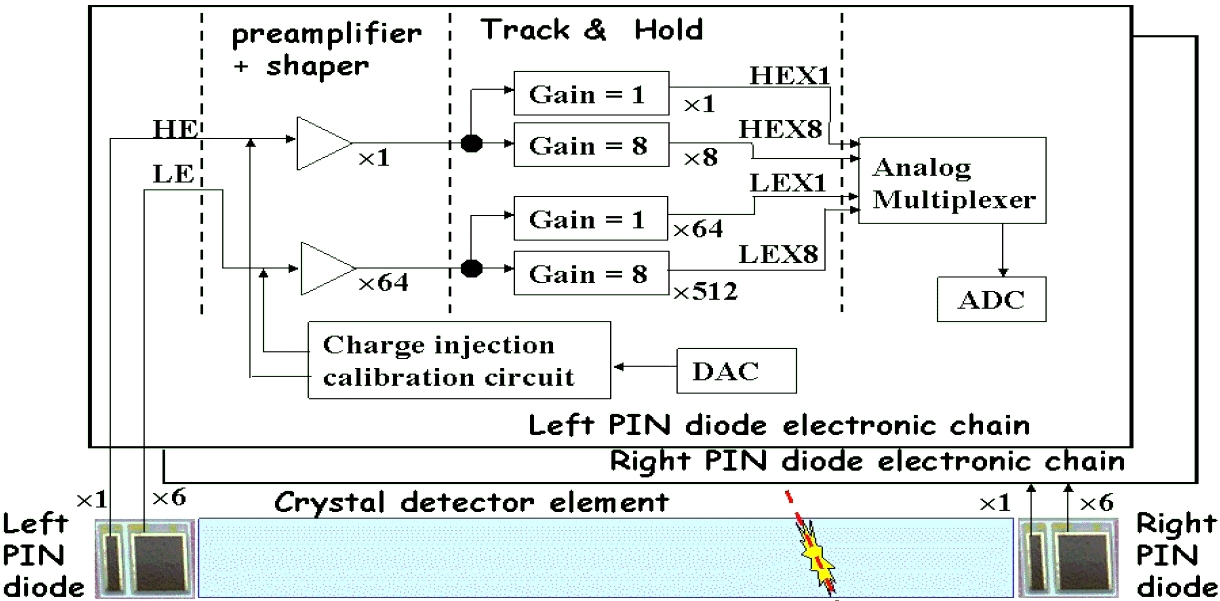 preamplifier
+ shaper
Track & Hold
HE
LE
×1
×64
Gain = 1
Gain = 8
Gain = 1
Gain = 8
×1
×8
×64
×512
HEX1
HEX8
LEX1
LEX8
Analog
Multiplexer
ADC
Charge injection
calibration circuit
DAC
Left PIN diode electronic chain
Right PIN diode electronic chain
×1
×6
Crystal detector element
×1
×6
Left
PIN
diode
Right
PIN
diode